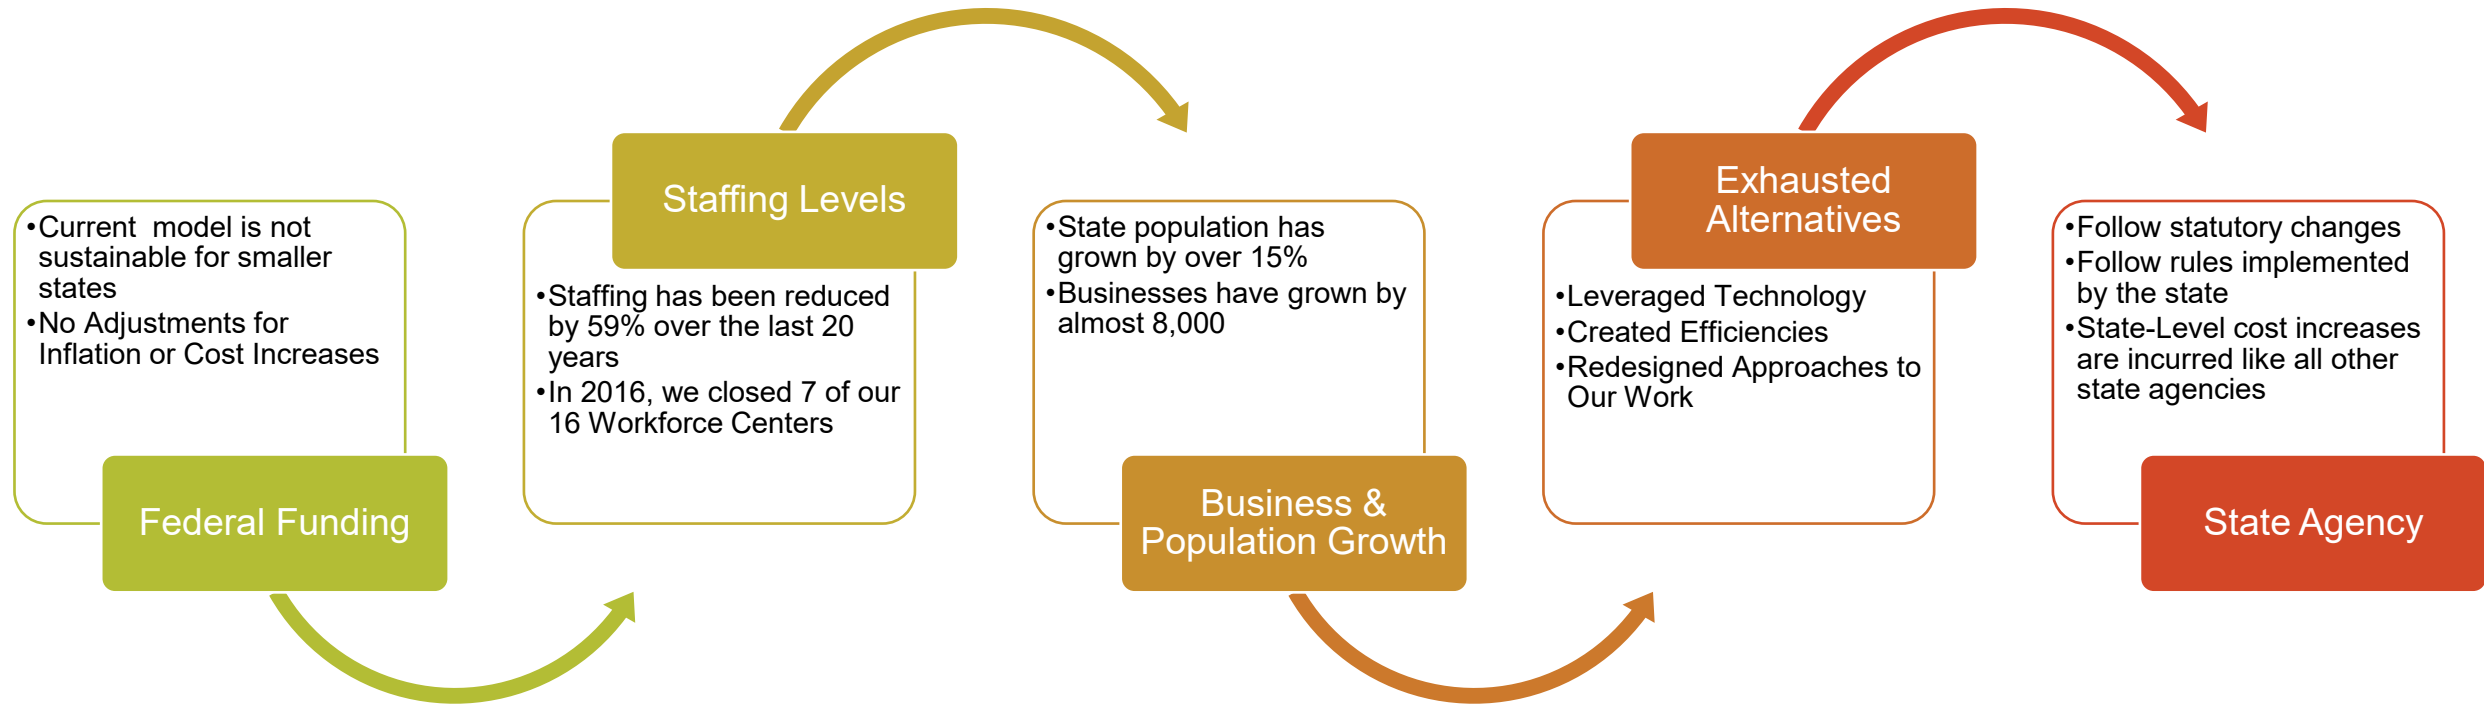 •Current  model is not
sustainable for smaller
states
•No Adjustments for
Inflation or Cost Increases
Federal Funding
Staffing Levels
•Staffing has been reduced
by 59% over the last 20
years
•In 2016, we closed 7 of our
16 Workforce Centers
•State population has
grown by over 15%
•Businesses have grown by
almost 8,000
Business &
Population Growth
Exhausted
Alternatives
•Leveraged Technology
•Created Efficiencies
•Redesigned Approaches to
Our Work
•Follow statutory changes
•Follow rules implemented
by the state
•State-Level cost increases
are incurred like all other
state agencies
State Agency